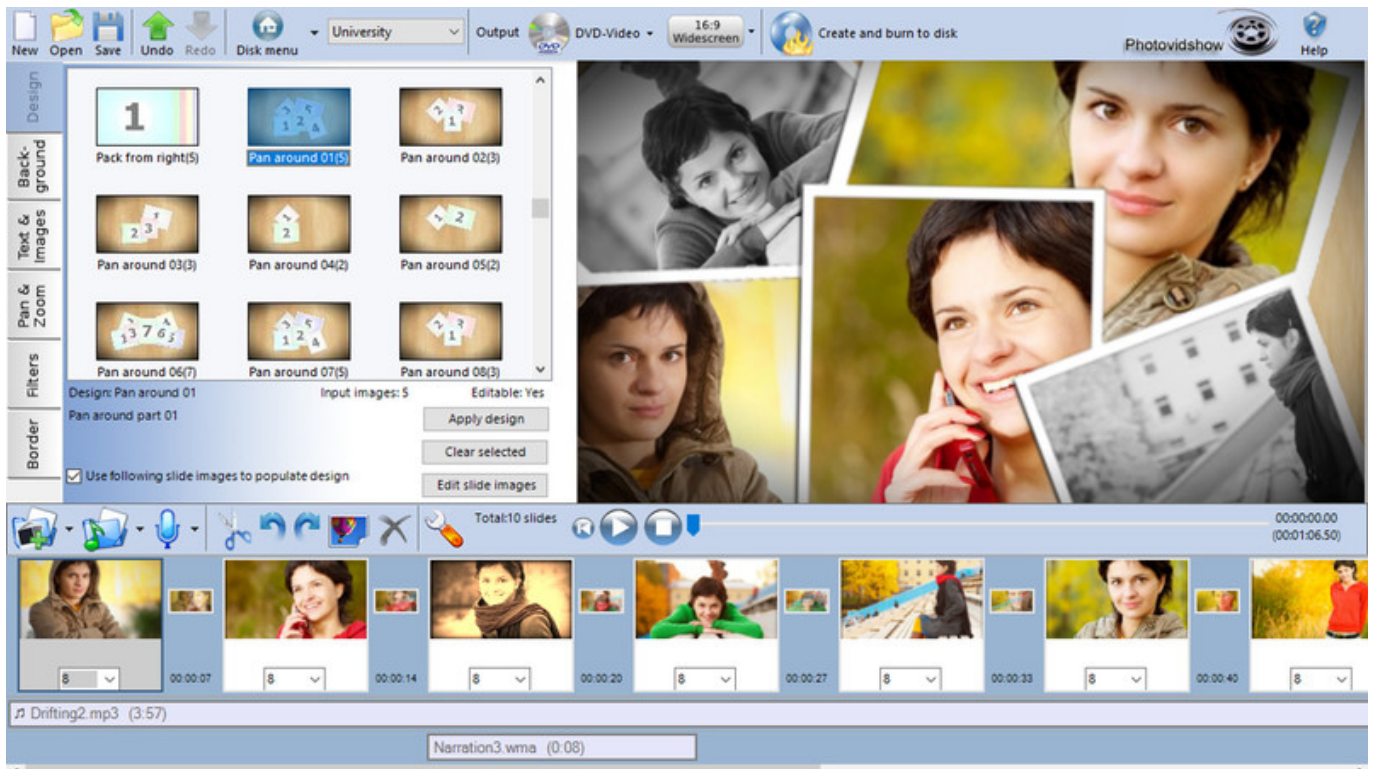 New Open Save Undo Redo Disk menu University Output DVD-Video 16:9 Widescreen Create and burn to disk Photovidshow Help
Design
Back-ground
Text & Images
Pan & Zoom
Filters
Border
1
Pack from right(5) Pan around 01(5) Pan around 02(3)
Pan around 03(3) Pan around 04(2) Pan around 05(2)
Pan around 06(7) Pan around 07(5) Pan around 08(3)
Design: Pan around 01 Input images: 5 Editable: Yes
Pan around part 01
Apply design
Clear selected
Use following slide images to populate design
Edit slide images
Total:10 slides
00:00:00.00
(00:01:06.50)
8 00:00:07 8 00:00:14 8 00:00:20 8 00:00:27 8 00:00:33 8 00:00:40 8
Drifting2.mp3 (3:57)
Narration3.wma (0:08)